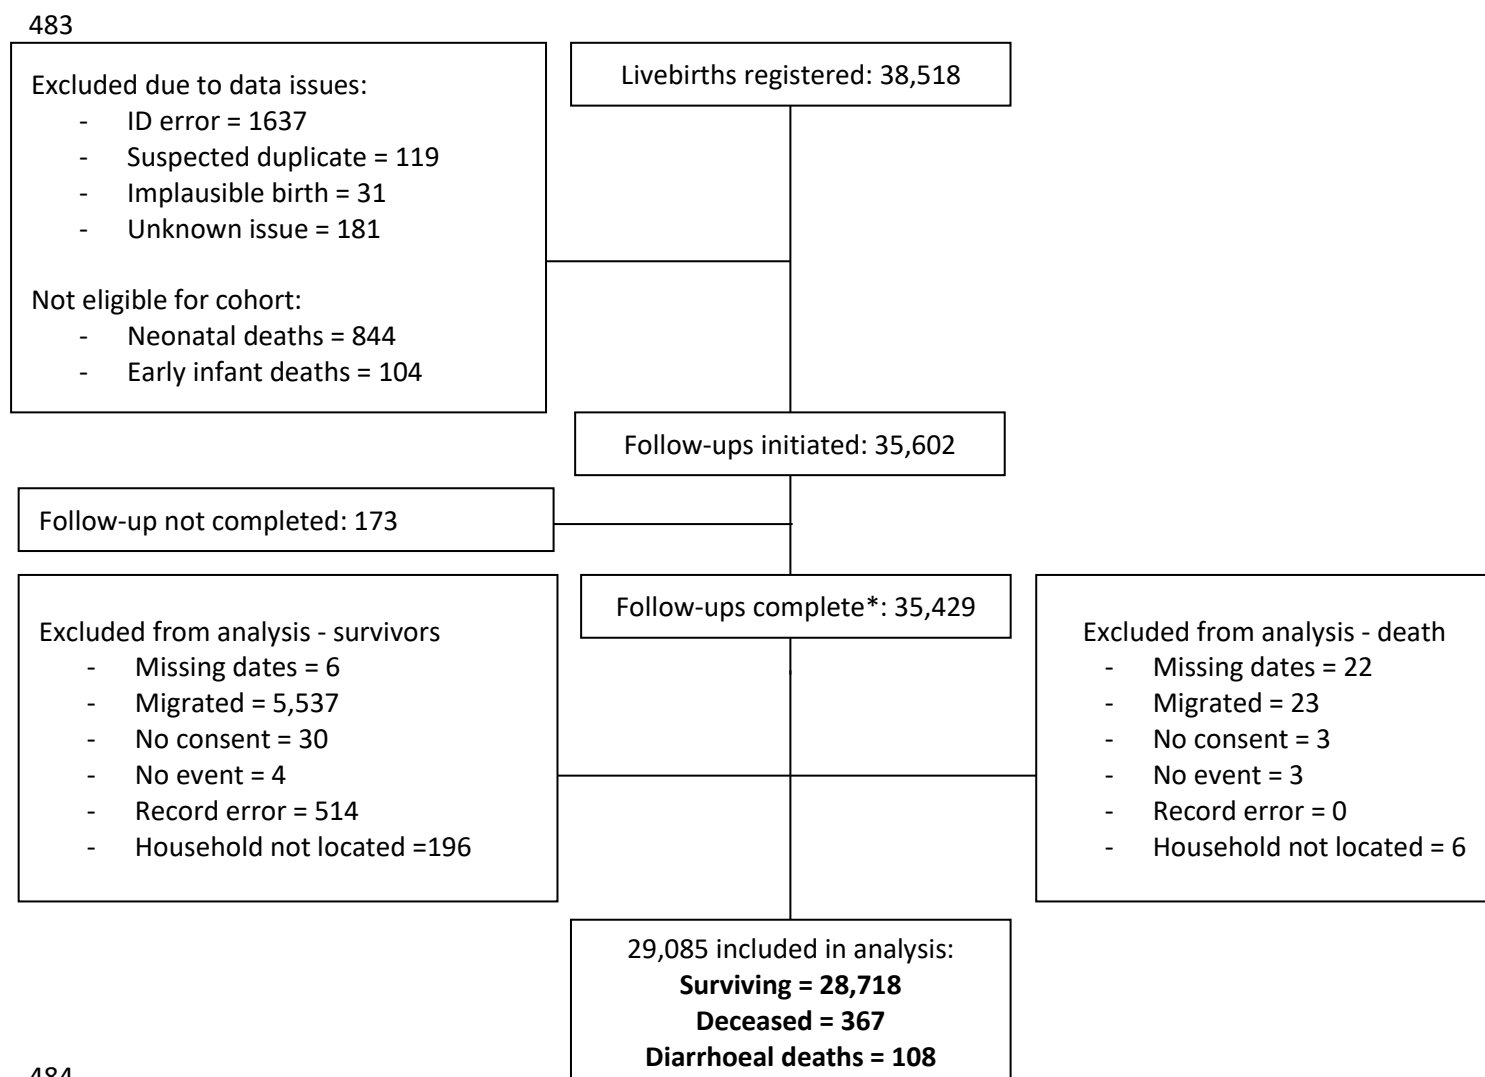 483
Livebirths registered: 38,518
Excluded due to data issues:
- ID error = 1637
- Suspected duplicate = 119
- Implausible birth = 31
- Unknown issue = 181
Not eligible for cohort:
- Neonatal deaths = 844
- Early infant deaths = 104
Follow-ups initiated: 35,602
Follow-up not completed: 173
Follow-ups complete*: 35,429
Excluded from analysis - survivors
- Missing dates = 6
- Migrated = 5,537
- No consent = 30
- No event = 4
- Record error = 514
- Household not located =196
Excluded from analysis - death
- Missing dates = 22
- Migrated = 23
- No consent = 3
- No event = 3
- Record error = 0
- Household not located = 6
29,085 included in analysis:
Surviving = 28,718
Deceased = 367
Diarrhoeal deaths = 108
484